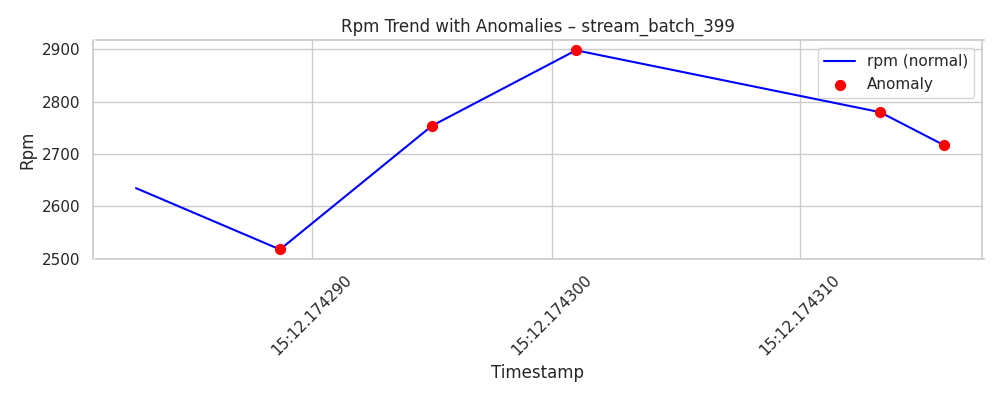 Rpm Trend with Anomalies – stream_batch_399
rpm (normal)
Anomaly
Rpm
2900
2800
2700
2600
2500
15:12.174290
15:12.174300
15:12.174310
Timestamp